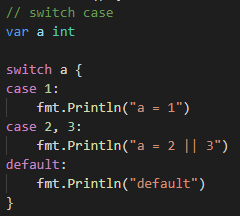 // switch case
var a int

switch a {
case 1:
    fmt.Println("a = 1")
case 2, 3:
    fmt.Println("a = 2 || 3")
default:
    fmt.Println("default")
}